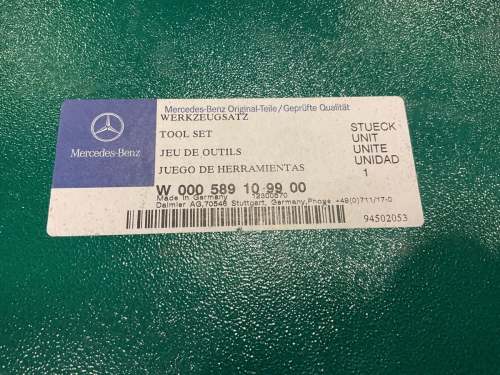 Mercedes-Benz Original-Teile/Geprüfte Qualität
WERKZEUGSATZ
TOOL SET
JEU DE OUTILS
JUEGO DE HERRAMIENTAS
STUECK
UNIT
UNITE
UNIDAD
1
Mercedes-Benz
W 000 589 10 99 00
Made in Germany 12300570
Daimler AG,70546 Stuttgart, Germany,Phone +49(0)711/17-0
94502053